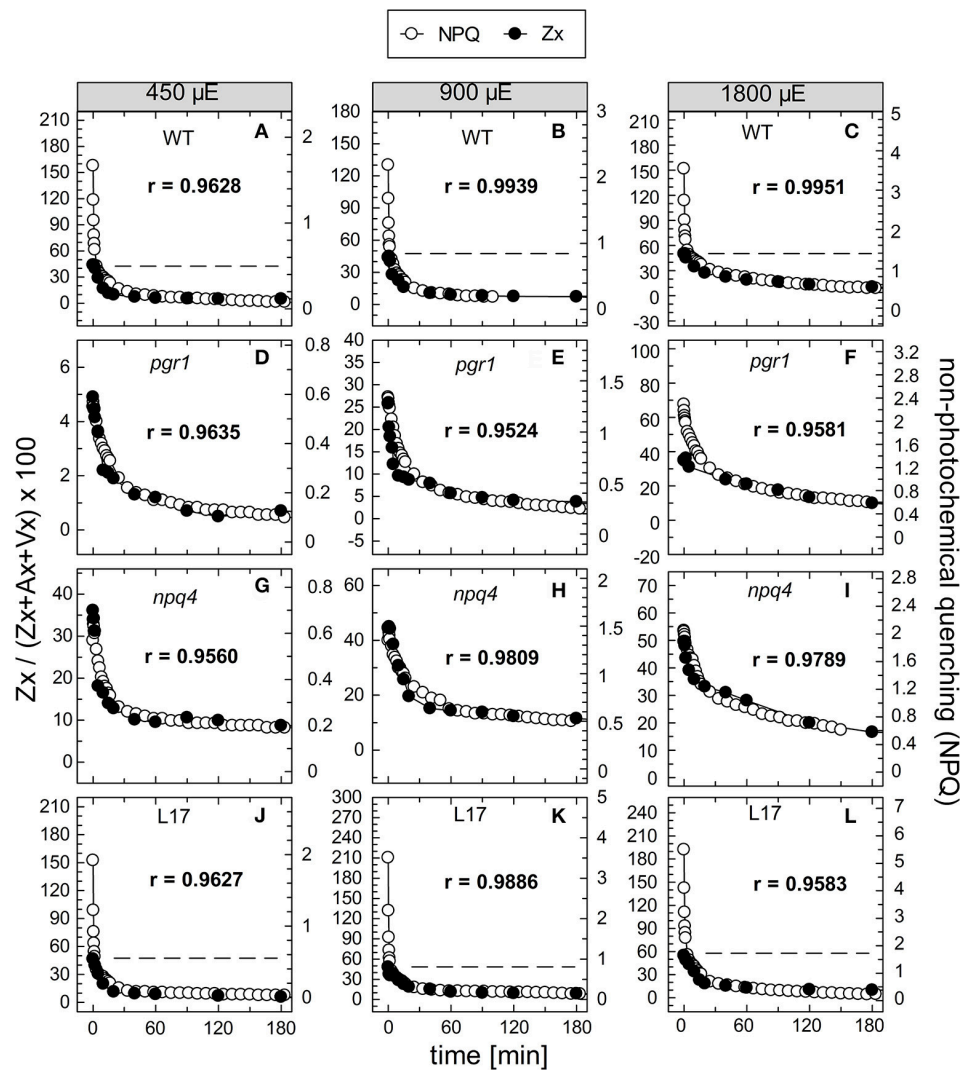 NPQ Zx
450 µE 900 µE 1800 µE
210 180 150 120 90 60 30 0
WT A
r = 0.9628
2 1 0
180 150 120 90 60 30 0
WT B
r = 0.9939
3 2 1 0
210 180 150 120 90 60 30 0 -30
WT C
r = 0.9951
5 4 3 2 1 0
6 4 2 0
pgr1 D
r = 0.9635
0.8 0.6 0.4 0.2 0
40 35 30 25 20 15 10 5 0 -5
pgr1 E
r = 0.9524
1.5 1 0.5 0
100 80 60 40 20 0 -20
pgr1 F
r = 0.9581
3.2 2.8 2.4 2 1.6 1.2 0.8 0.4 0
40 30 20 10 0
npq4 G
r = 0.9560
0.8 0.6 0.4 0.2 0
60 40 20 0
npq4 H
r = 0.9809
2 1.5 1 0.5 0
70 60 50 40 30 20 10 0
npq4 I
r = 0.9789
2.8 2.4 2 1.6 1.2 0.8 0.4 0
210 180 150 120 90 60 30 0
L17 J
r = 0.9627
2 1 0
300 270 240 210 180 150 120 90 60 30 0
L17 K
r = 0.9886
5 4 3 2 1 0
240 210 180 150 120 90 60 30 0
L17 L
r = 0.9583
7 6 5 4 3 2 1 0
0 60 120 180 0 60 120 180 0 60 120 180
time [min]
Zx / (Zx+Ax+Vx) x 100
non-photochemical quenching (NPQ)